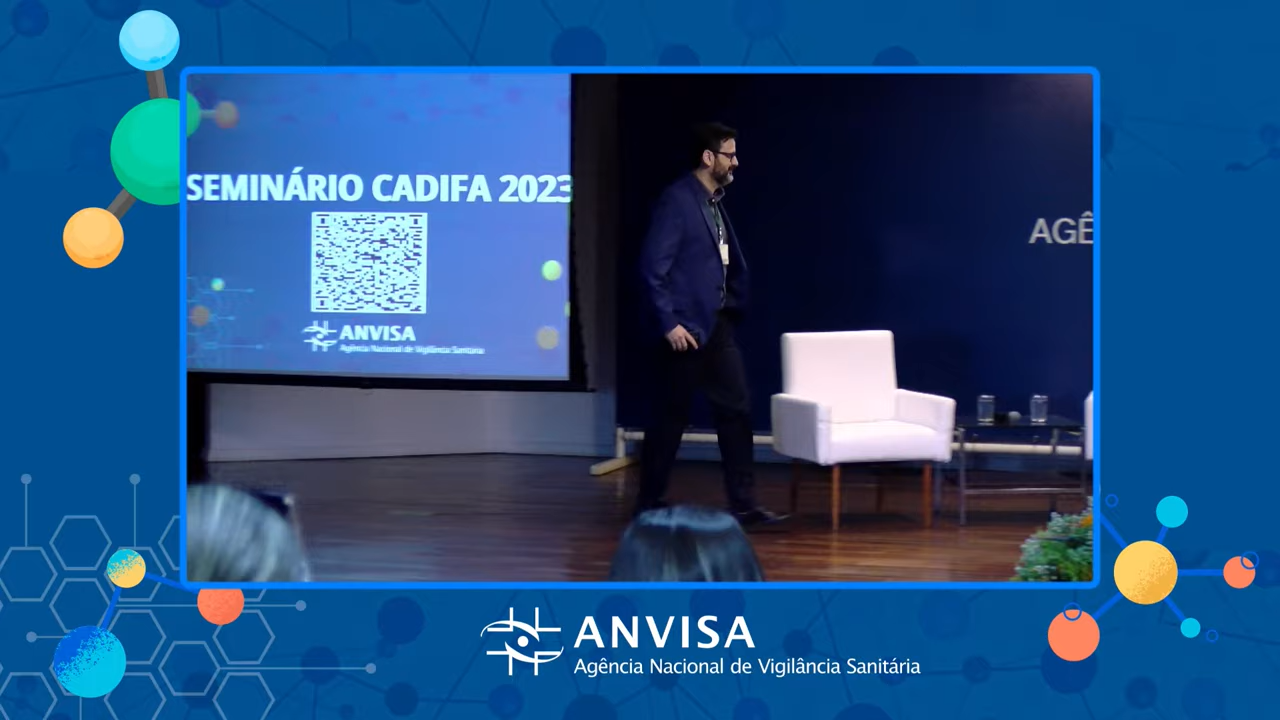 SEMINÁRIO CADIFA 2023
ANVISA
Agência Nacional de Vigilância Sanitária
AGÊ
ANVISA
Agência Nacional de Vigilância Sanitária